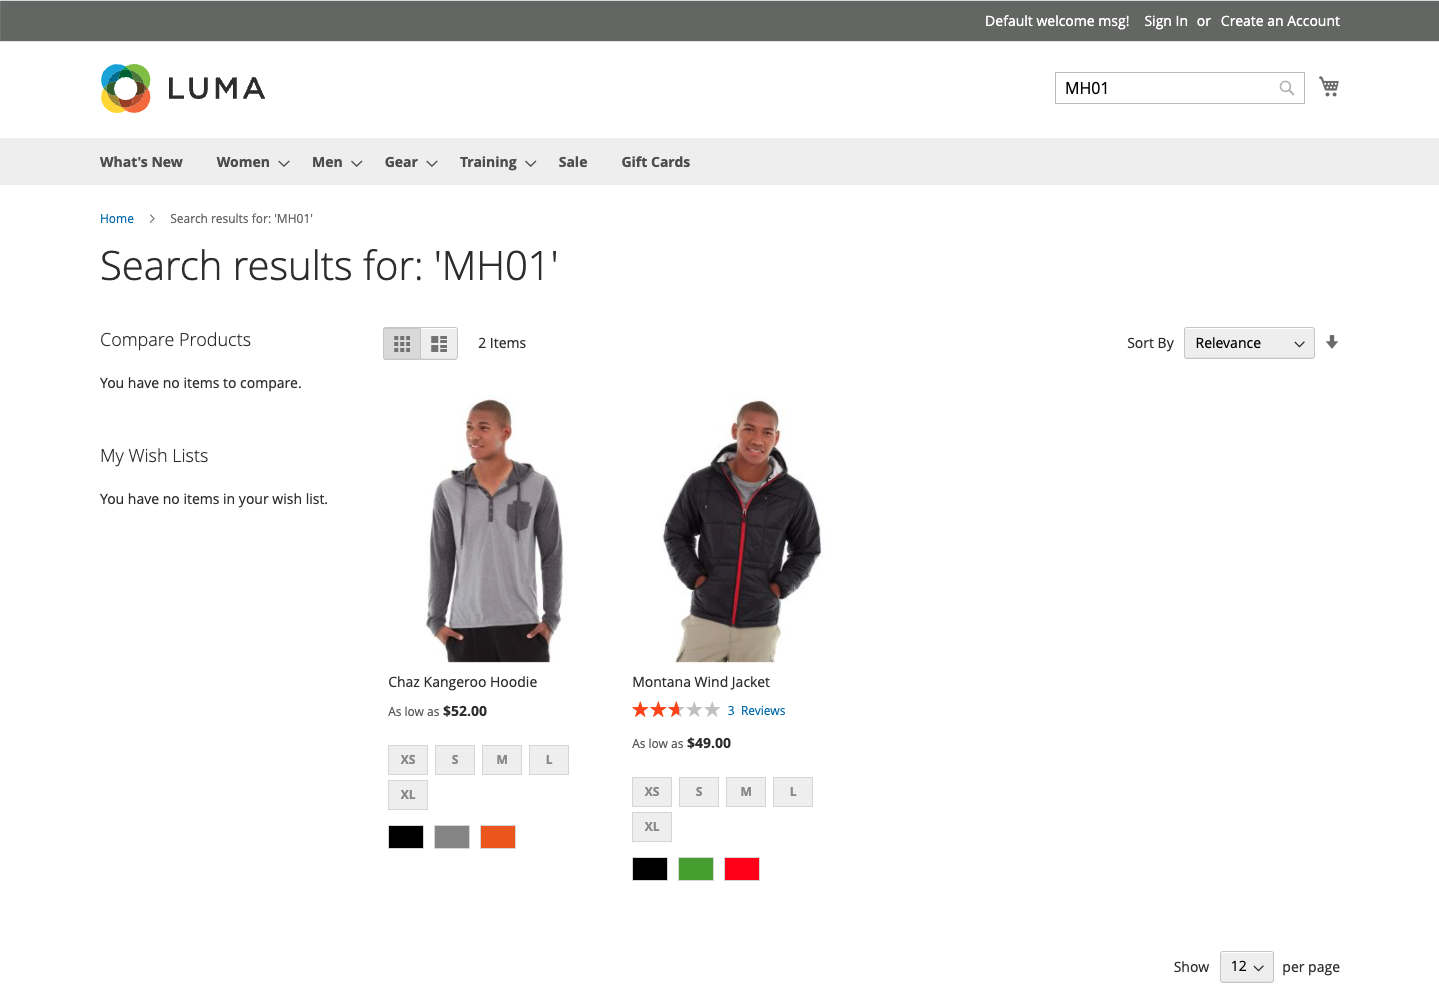 Default welcome msg! Sign In or Create an Account
LUMA
MH01
What's New Women Men Gear Training Sale Gift Cards
Home > Search results for: 'MH01'
Search results for: 'MH01'
Compare Products
You have no items to compare.
My Wish Lists
You have no items in your wish list.
2 Items
Sort By Relevance
Chaz Kangeroo Hoodie
As low as $52.00
XS S M L
XL
Montana Wind Jacket
3 Reviews
As low as $49.00
XS S M L
XL
Show 12 per page